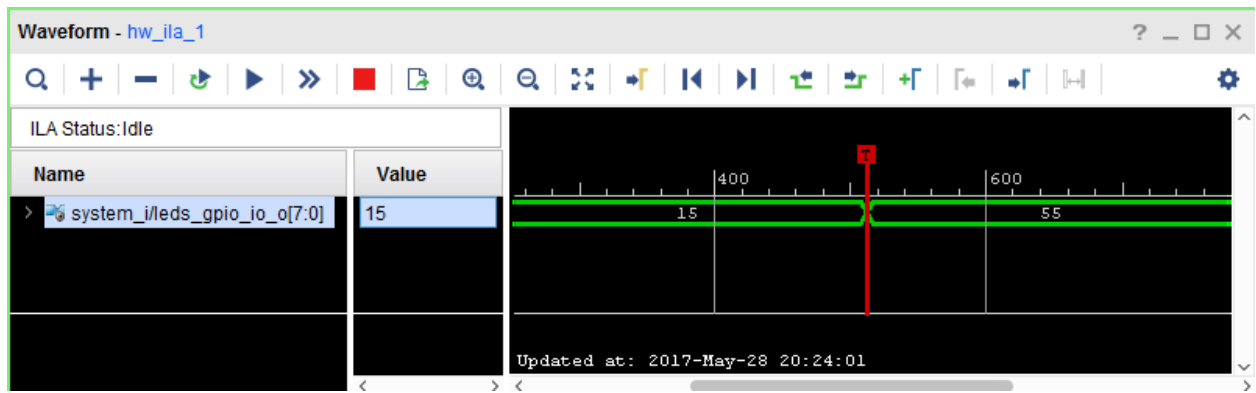 Waveform - hw_ila_1
?
ILA Status:Idle
Name
Value
T
400
600
system_i/leds_gpio_io_o[7:0]
15
15
55
Updated at: 2017-May-28 20:24:01